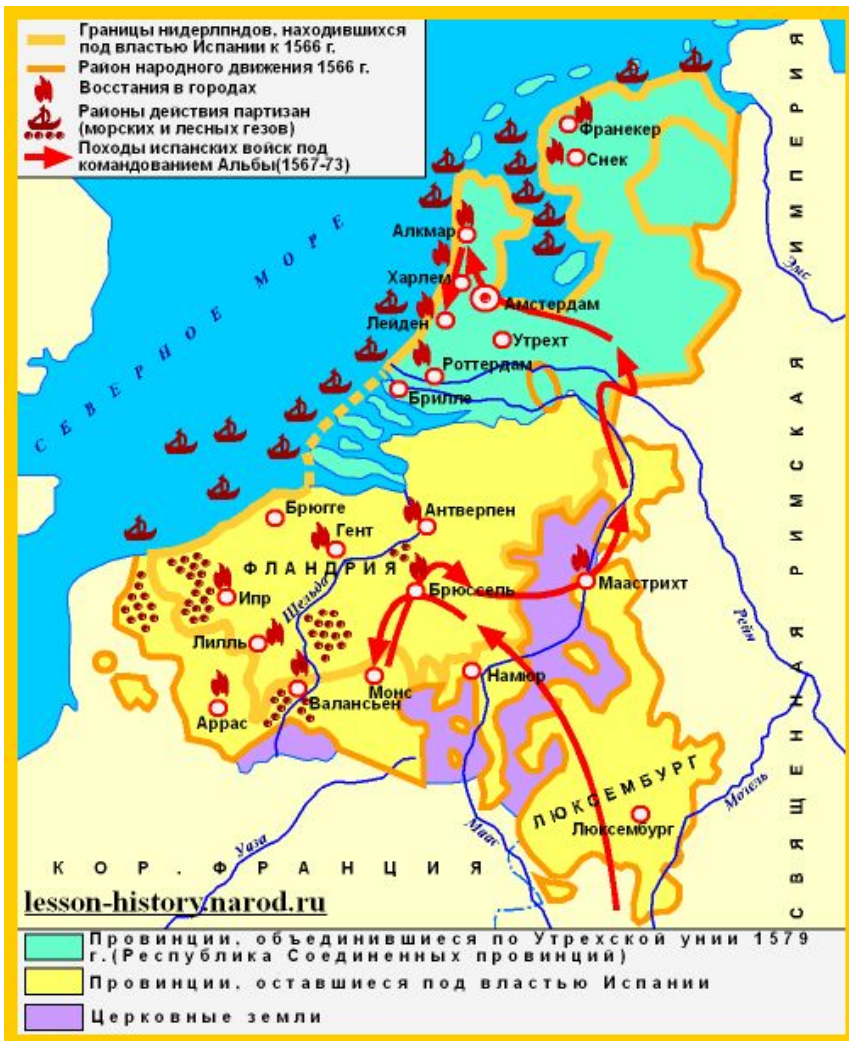 Границы нидерлпндов, находившихся
под властью Испании к 1566 г.
Район народного движения 1566 г.
Восстания в городах
Районы действия партизан
(морских и лесных гезов)
Походы испанских войск под
командованием Альбы(1567-73)
СЕВЕРНОЕ МОРЕ
СВЯЩЕННАЯ РИМСКАЯ ИМПЕРИЯ
Франекер
Снек
Алкмар
Эмс
Харлем
Амстердам
Лейден
Утрехт
Роттердам
Брилле
Брюгге
Антверпен
Гент
ФЛАНДРИЯ
Брюссель
Маастрихт
Ипр
Шельда
Рейн
Лилль
Намюр
Монс
Валансьен
Аррас
ЛЮКСЕМБУРГ
Мозель
Люксембург
Маас
Уаза
КОР. ФРАНЦИЯ
lesson-history.narod.ru
Провинции, объединившиеся по Утрехской унии 1579
г.(Республика Соединенных провинций)
Провинции, оставшиеся под властью Испании
Церковные земли